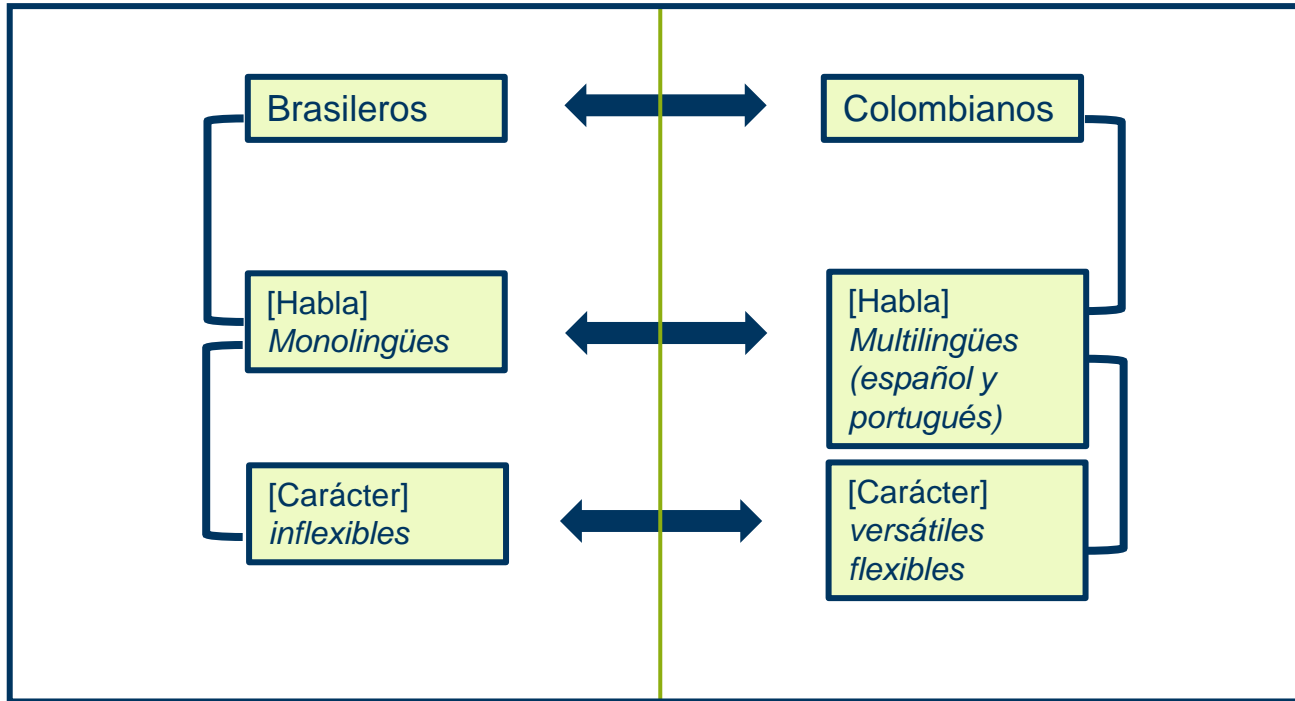 Brasileros
Colombianos
[Habla]
Monolingües
[Habla]
Multilingües
(español y
portugués)
[Carácter]
inflexibles
[Carácter]
versátiles
flexibles